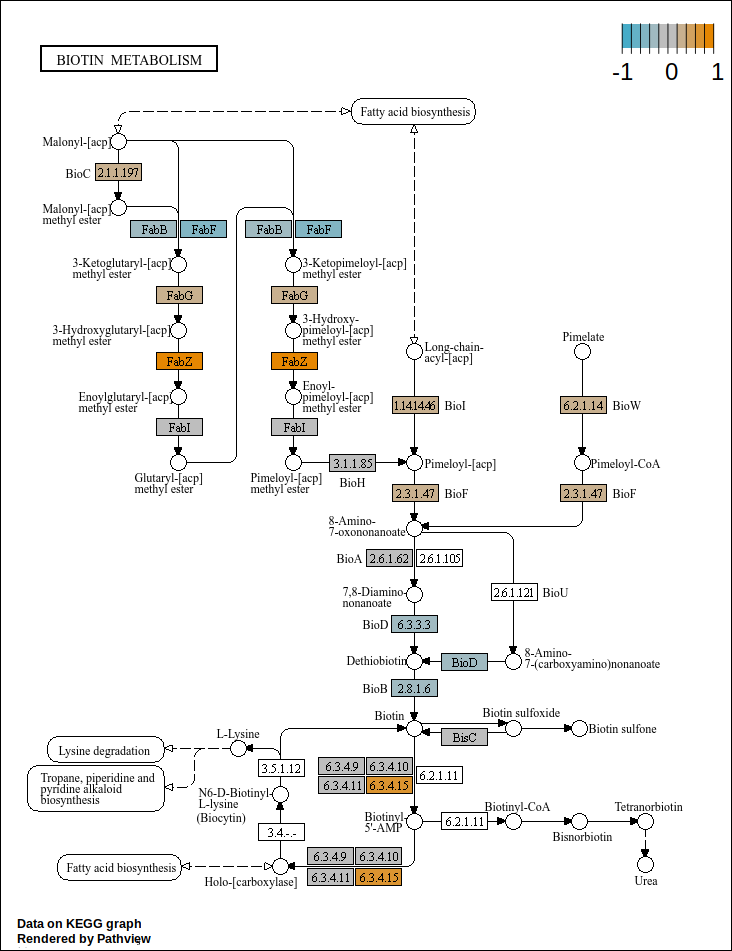 BIOTIN METABOLISM
-1 0 1
Fatty acid biosynthesis
Malonyl-[acp]
BioC 2.1.1.197
Malonyl-[acp]
methyl ester
FabB FabF FabB FabF
3-Ketoglutaryl-[acp]
methyl ester
3-Ketopimeloyl-[acp]
methyl ester
FabG FabG
3-Hydroxyglutaryl-[acp]
methyl ester
3-Hydroxy-
pimeloyl-[acp]
methyl ester
Long-chain-
acyl-[acp]
Pimelate
FabZ FabZ
Enoylglutaryl-[acp]
methyl ester
Enoyl-
pimeloyl-[acp]
methyl ester
1.14.14.46 BioI
6.2.1.14 BioW
FabI FabI
Glutaryl-[acp]
methyl ester
Pimeloyl-[acp]
methyl ester
3.1.1.85
BioH
Pimeloyl-[acp]
Pimeloyl-CoA
2.3.1.47 BioF
2.3.1.47 BioF
8-Amino-
7-oxononanoate
BioA 2.6.1.62 2.6.1.105
7,8-Diamino-
nonanoate
2.6.1.121 BioU
BioD 6.3.3.3
Dethiobiotin
BioD
8-Amino-
7-(carboxyamino)nonanoate
BioB 2.8.1.6
Biotin
Biotin sulfoxide
BisC
Biotin sulfone
L-Lysine
Lysine degradation
3.5.1.12
6.3.4.9 6.3.4.10
6.3.4.11 6.3.4.15
6.2.1.11
Tropane, piperidine and
pyridine alkaloid
biosynthesis
N6-D-Biotinyl-
L-lysine
(Biocytin)
Biotinyl-
5'-AMP
6.2.1.11
Biotinyl-CoA
Bisnorbiotin
Tetranorbiotin
3.4.-.-
Fatty acid biosynthesis
Holo-[carboxylase]
6.3.4.9 6.3.4.10
6.3.4.11 6.3.4.15
Urea
Data on KEGG graph
Rendered by Pathview